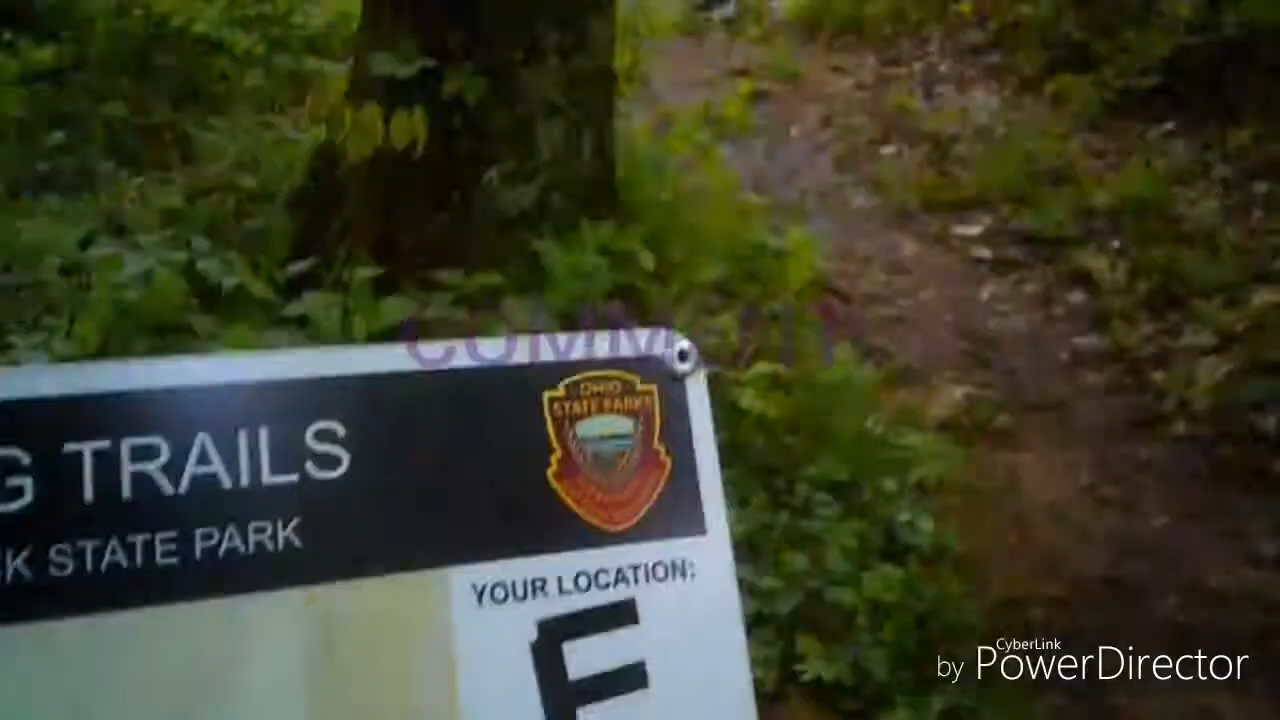 G TRAILS
K STATE PARK
OHIO
STATE PARKS
YOUR LOCATION:
by CyberLink
PowerDirector